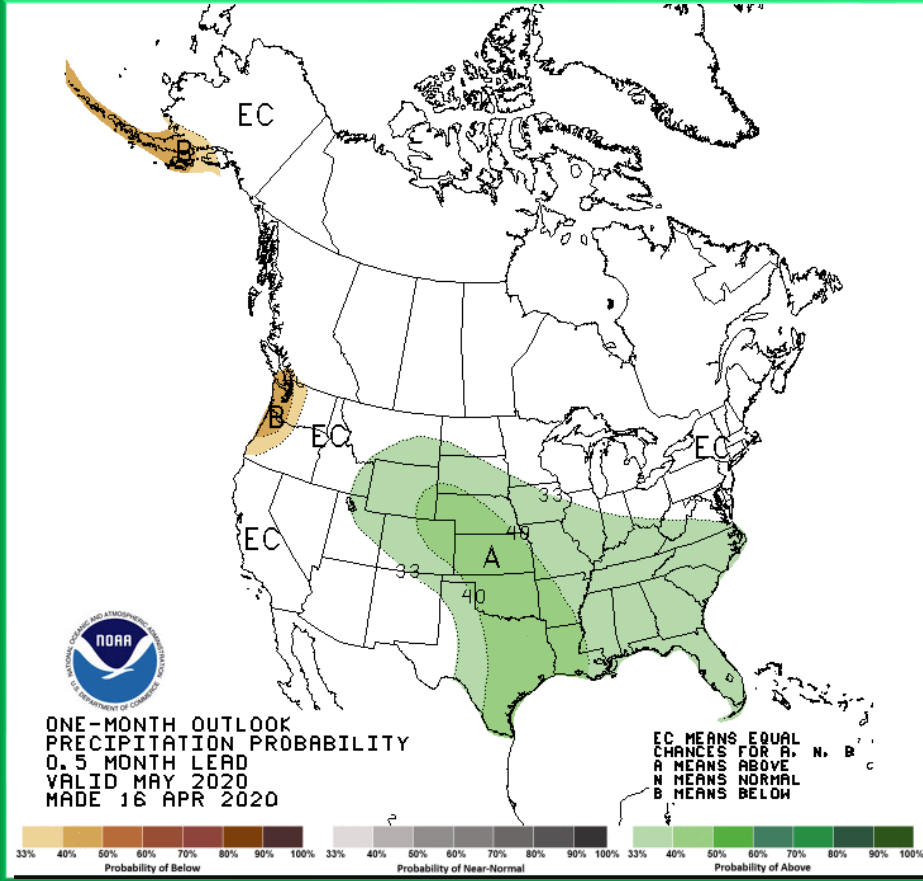 EC
B
B
EC
EC
33
40
EC
A
33
40
NATIONAL OCEANIC AND ATMOSPHERIC ADMINISTRATION
NOAA
U.S. DEPARTMENT OF COMMERCE
ONE-MONTH OUTLOOK
PRECIPITATION PROBABILITY
0.5 MONTH LEAD
VALID MAY 2020
MADE 16 APR 2020
EC MEANS EQUAL
CHANCES FOR A, N, B
A MEANS ABOVE
N MEANS NORMAL
B MEANS BELOW
33% 40% 50% 60% 70% 80% 90% 100%
Probability of Below
33% 40% 50% 60% 70% 80% 90% 100%
Probability of Near-Normal
33% 40% 50% 60% 70% 80% 90% 100%
Probability of Above